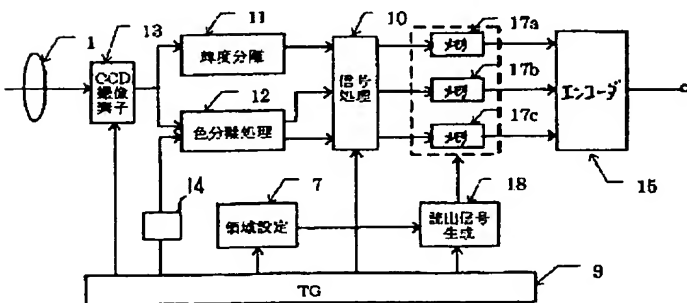 1
13
11
10
17a
CCD
撮像
素子
輝度分離
信号
処理
メモリ
17b
エンコーダ
12
色分離処理
メモリ
17c
メモリ
14
7
18
15
領域設定
読出信号
生成
9
TG